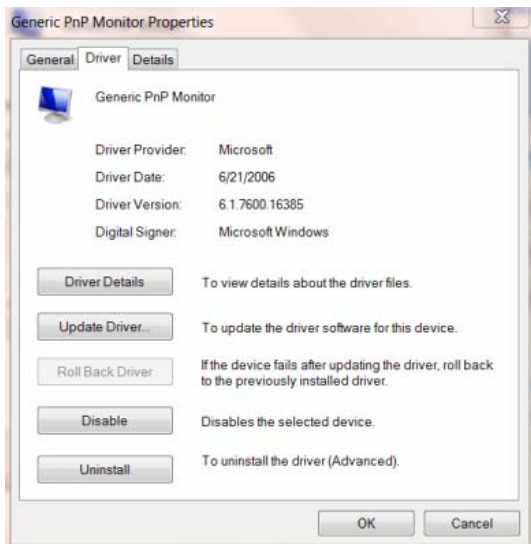 Generic PnP Monitor Properties
General Driver Details
Generic PnP Monitor
Driver Provider: Microsoft
Driver Date: 6/21/2006
Driver Version: 6.1.7600.16385
Digital Signer: Microsoft Windows
Driver Details To view details about the driver files.
Update Driver... To update the driver software for this device.
Roll Back Driver If the device fails after updating the driver, roll back
to the previously installed driver.
Disable Disables the selected device.
Uninstall To uninstall the driver (Advanced).
OK Cancel